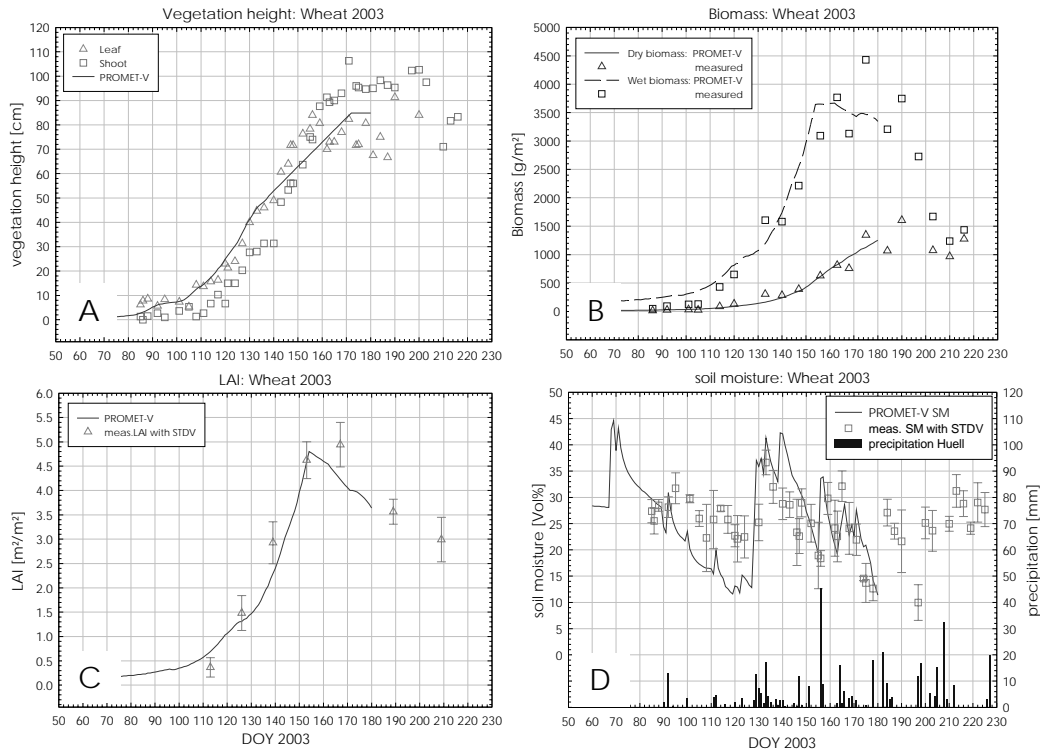 Vegetation height: Wheat 2003
120
110
100
90
80
70
60
50
40
30
20
10
0
vegetation height [cm]
Leaf
Shoot
PROMET-V
A
50 60 70 80 90 100 110 120 130 140 150 160 170 180 190 200 210 220 230
Biomass: Wheat 2003
5000
4500
4000
3500
3000
2500
2000
1500
1000
500
0
Biomass [g/m²]
Dry biomass: PROMET-V
measured
Wet biomass: PROMET-V
measured
B
50 60 70 80 90 100 110 120 130 140 150 160 170 180 190 200 210 220 230
LAI: Wheat 2003
6.0
5.5
5.0
4.5
4.0
3.5
3.0
2.5
2.0
1.5
1.0
0.5
0.0
LAI [m²/m²]
PROMET-V
meas.LAI with STDV
C
50 60 70 80 90 100 110 120 130 140 150 160 170 180 190 200 210 220 230
DOY 2003
soil moisture: Wheat 2003
50
45
40
35
30
25
20
15
10
5
0
soil moisture [Vol%]
PROMET-V SM
meas. SM with STDV
precipitation Huell
120
110
100
90
80
70
60
50
40
30
20
10
0
precipitation [mm]
D
50 60 70 80 90 100 110 120 130 140 150 160 170 180 190 200 210 220 230
DOY 2003